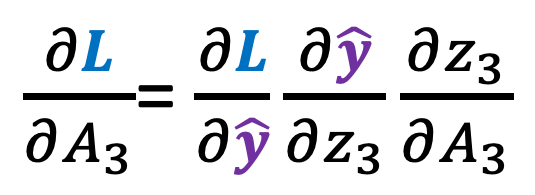 ∂L/∂A₃ = ∂L/∂ŷ ∂ŷ/∂z₃ ∂z₃/∂A₃